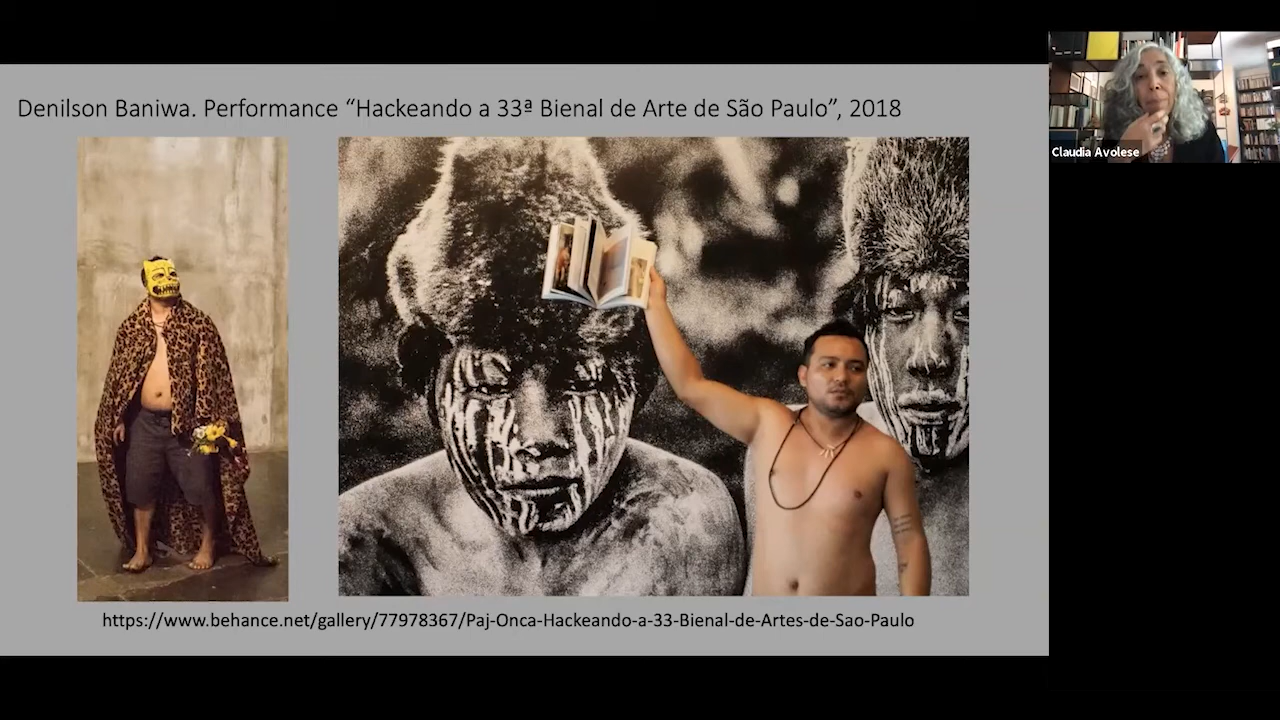 Denilson Baniwa. Performance “Hackeando a 33ª Bienal de Arte de São Paulo”, 2018
Claudia Avolese
https://www.behance.net/gallery/77978367/Paj-Onca-Hackeando-a-33-Bienal-de-Artes-de-Sao-Paulo